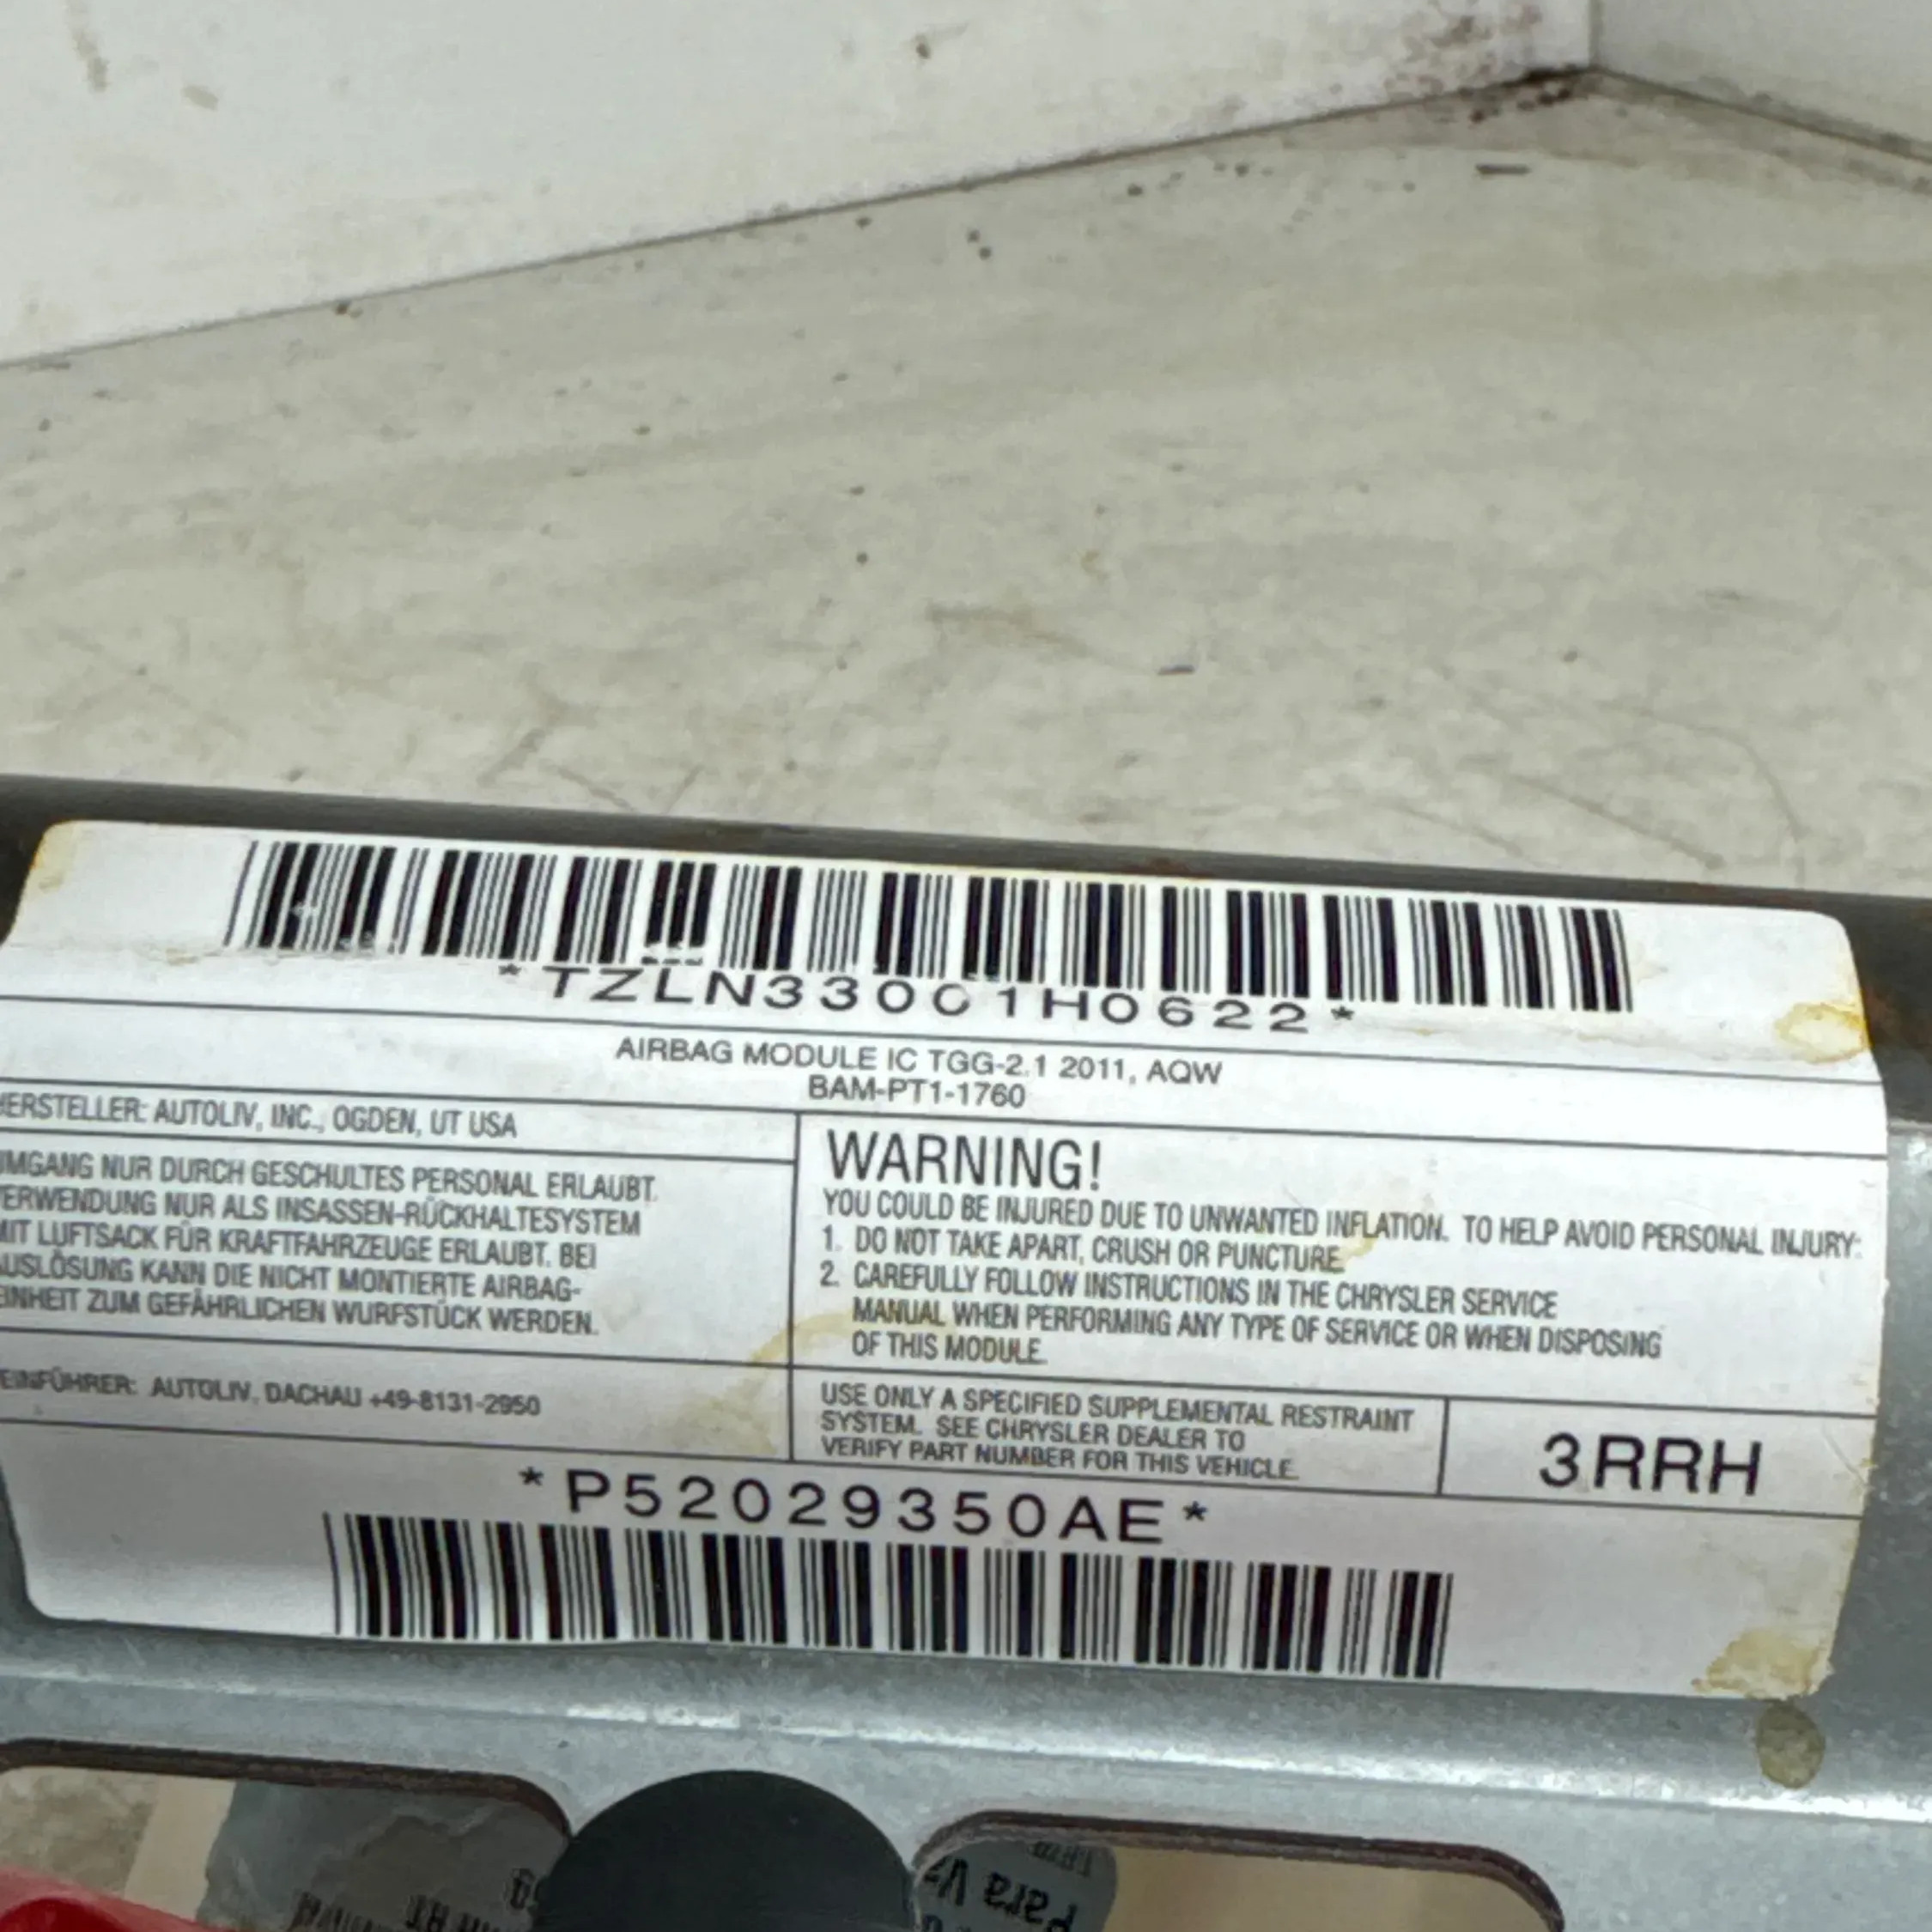 *TZLN33001H0622*
AIRBAG MODULE IC TGG-2.1 2011, AQW
BAM-PT1-1760
HERSTELLER: AUTOLIV, INC., OGDEN, UT USA
UMGANG NUR DURCH GESCHULTES PERSONAL ERLAUBT.
VERWENDUNG NUR ALS INSASSEN-RÜCKHALTESYSTEM
MIT LUFTSACK FÜR KRAFTFAHRZEUGE ERLAUBT. BEI
AUSLÖSUNG KANN DIE NICHT MONTIERTE AIRBAG-
EINHEIT ZUM GEFÄHRLICHEN WURFSTÜCK WERDEN.
EINFÜHRER: AUTOLIV, DACHAU +49-8131-2950
WARNING!
YOU COULD BE INJURED DUE TO UNWANTED INFLATION. TO HELP AVOID PERSONAL INJURY:
1. DO NOT TAKE APART, CRUSH OR PUNCTURE.
2. CAREFULLY FOLLOW INSTRUCTIONS IN THE CHRYSLER SERVICE
MANUAL WHEN PERFORMING ANY TYPE OF SERVICE OR WHEN DISPOSING
OF THIS MODULE.
USE ONLY A SPECIFIED SUPPLEMENTAL RESTRAINT
SYSTEM. SEE CHRYSLER DEALER TO
VERIFY PART NUMBER FOR THIS VEHICLE.
3RRH
*P52029350AE*
Para